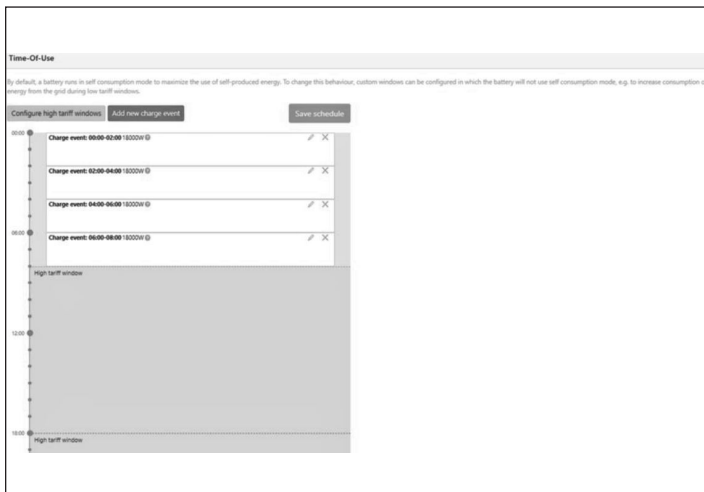 Time-Of-Use
By default, a battery runs in self consumption mode to maximize the use of self-produced energy. To change this behaviour, custom windows can be configured in which the battery will not use self consumption mode, e.g. to increase consumption o
energy from the grid during low tariff windows.
Configure high tariff windows Add new charge event Save schedule
00:00 Charge event: 00:00-02:00 18000W
Charge event: 02:00-04:00 18000W
Charge event: 04:00-06:00 18000W
06:00 Charge event: 06:00-08:00 18000W
High tariff window
12:00
18:00
High tariff window